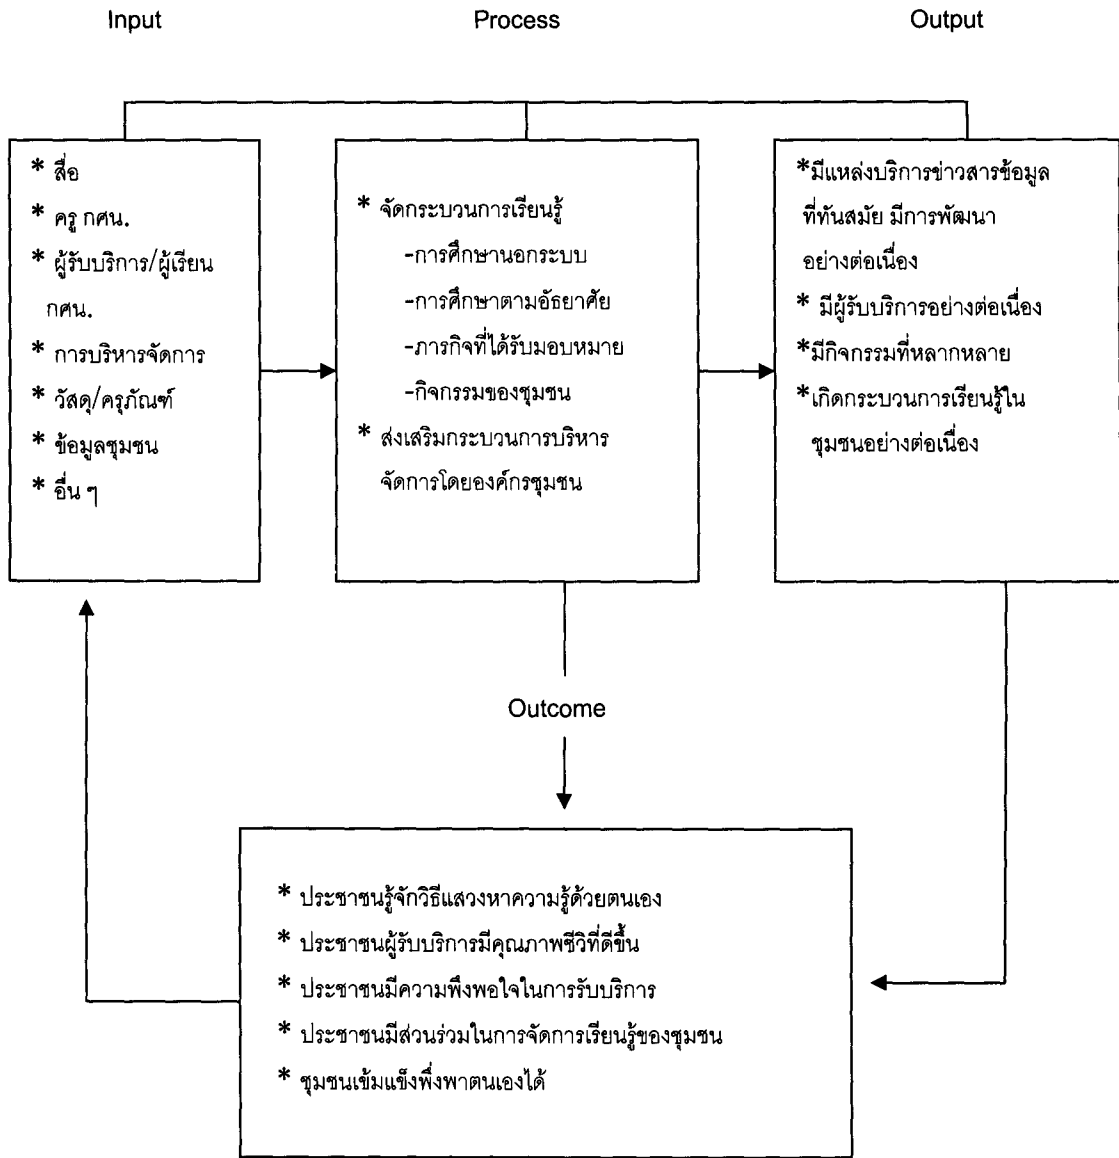 Input
Process
Output
* สื่อ
* ครู กศน.
* ผู้รับบริการ/ผู้เรียน
กศน.
* การบริหารจัดการ
* วัสดุ/ครุภัณฑ์
* ข้อมูลชุมชน
* อื่น ๆ
* จัดกระบวนการเรียนรู้
-การศึกษานอกระบบ
-การศึกษาตามอัธยาศัย
-ภารกิจที่ได้รับมอบหมาย
-กิจกรรมของชุมชน
* ส่งเสริมกระบวนการบริหาร
จัดการโดยองค์กรชุมชน
*มีแหล่งบริการข่าวสารข้อมูล
ที่ทันสมัย มีการพัฒนา
อย่างต่อเนื่อง
* มีผู้รับบริการอย่างต่อเนื่อง
*มีกิจกรรมที่หลากหลาย
*เกิดกระบวนการเรียนรู้ใน
ชุมชนอย่างต่อเนื่อง
Outcome
* ประชาชนรู้จักวิธีแสวงหาความรู้ด้วยตนเอง
* ประชาชนผู้รับบริการมีคุณภาพชีวิที่ดีขึ้น
* ประชาชนมีความพึงพอใจในการรับบริการ
* ประชาชนมีส่วนร่วมในการจัดการเรียนรู้ของชุมชน
* ชุมชนเข้มแข็งพึ่งพาตนเองได้